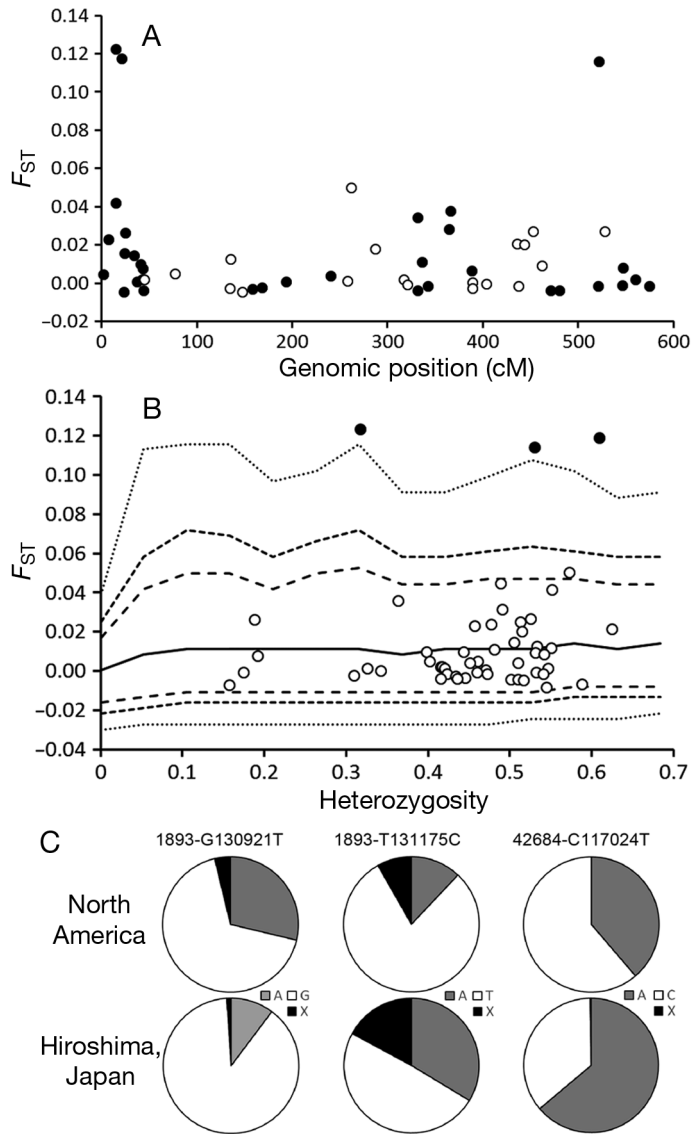 A
0.14
0.12
0.10
0.08
0.06
0.04
0.02
0.00
−0.02
FST
0 100 200 300 400 500 600
Genomic position (cM)
B
0.14
0.12
0.10
0.08
0.06
0.04
0.02
0.00
−0.02
−0.04
FST
0 0.1 0.2 0.3 0.4 0.5 0.6 0.7
Heterozygosity
C
1893-G130921T 1893-T131175C 42684-C117024T
North
America
A G
X
A T
X
A C
X
Hiroshima,
Japan